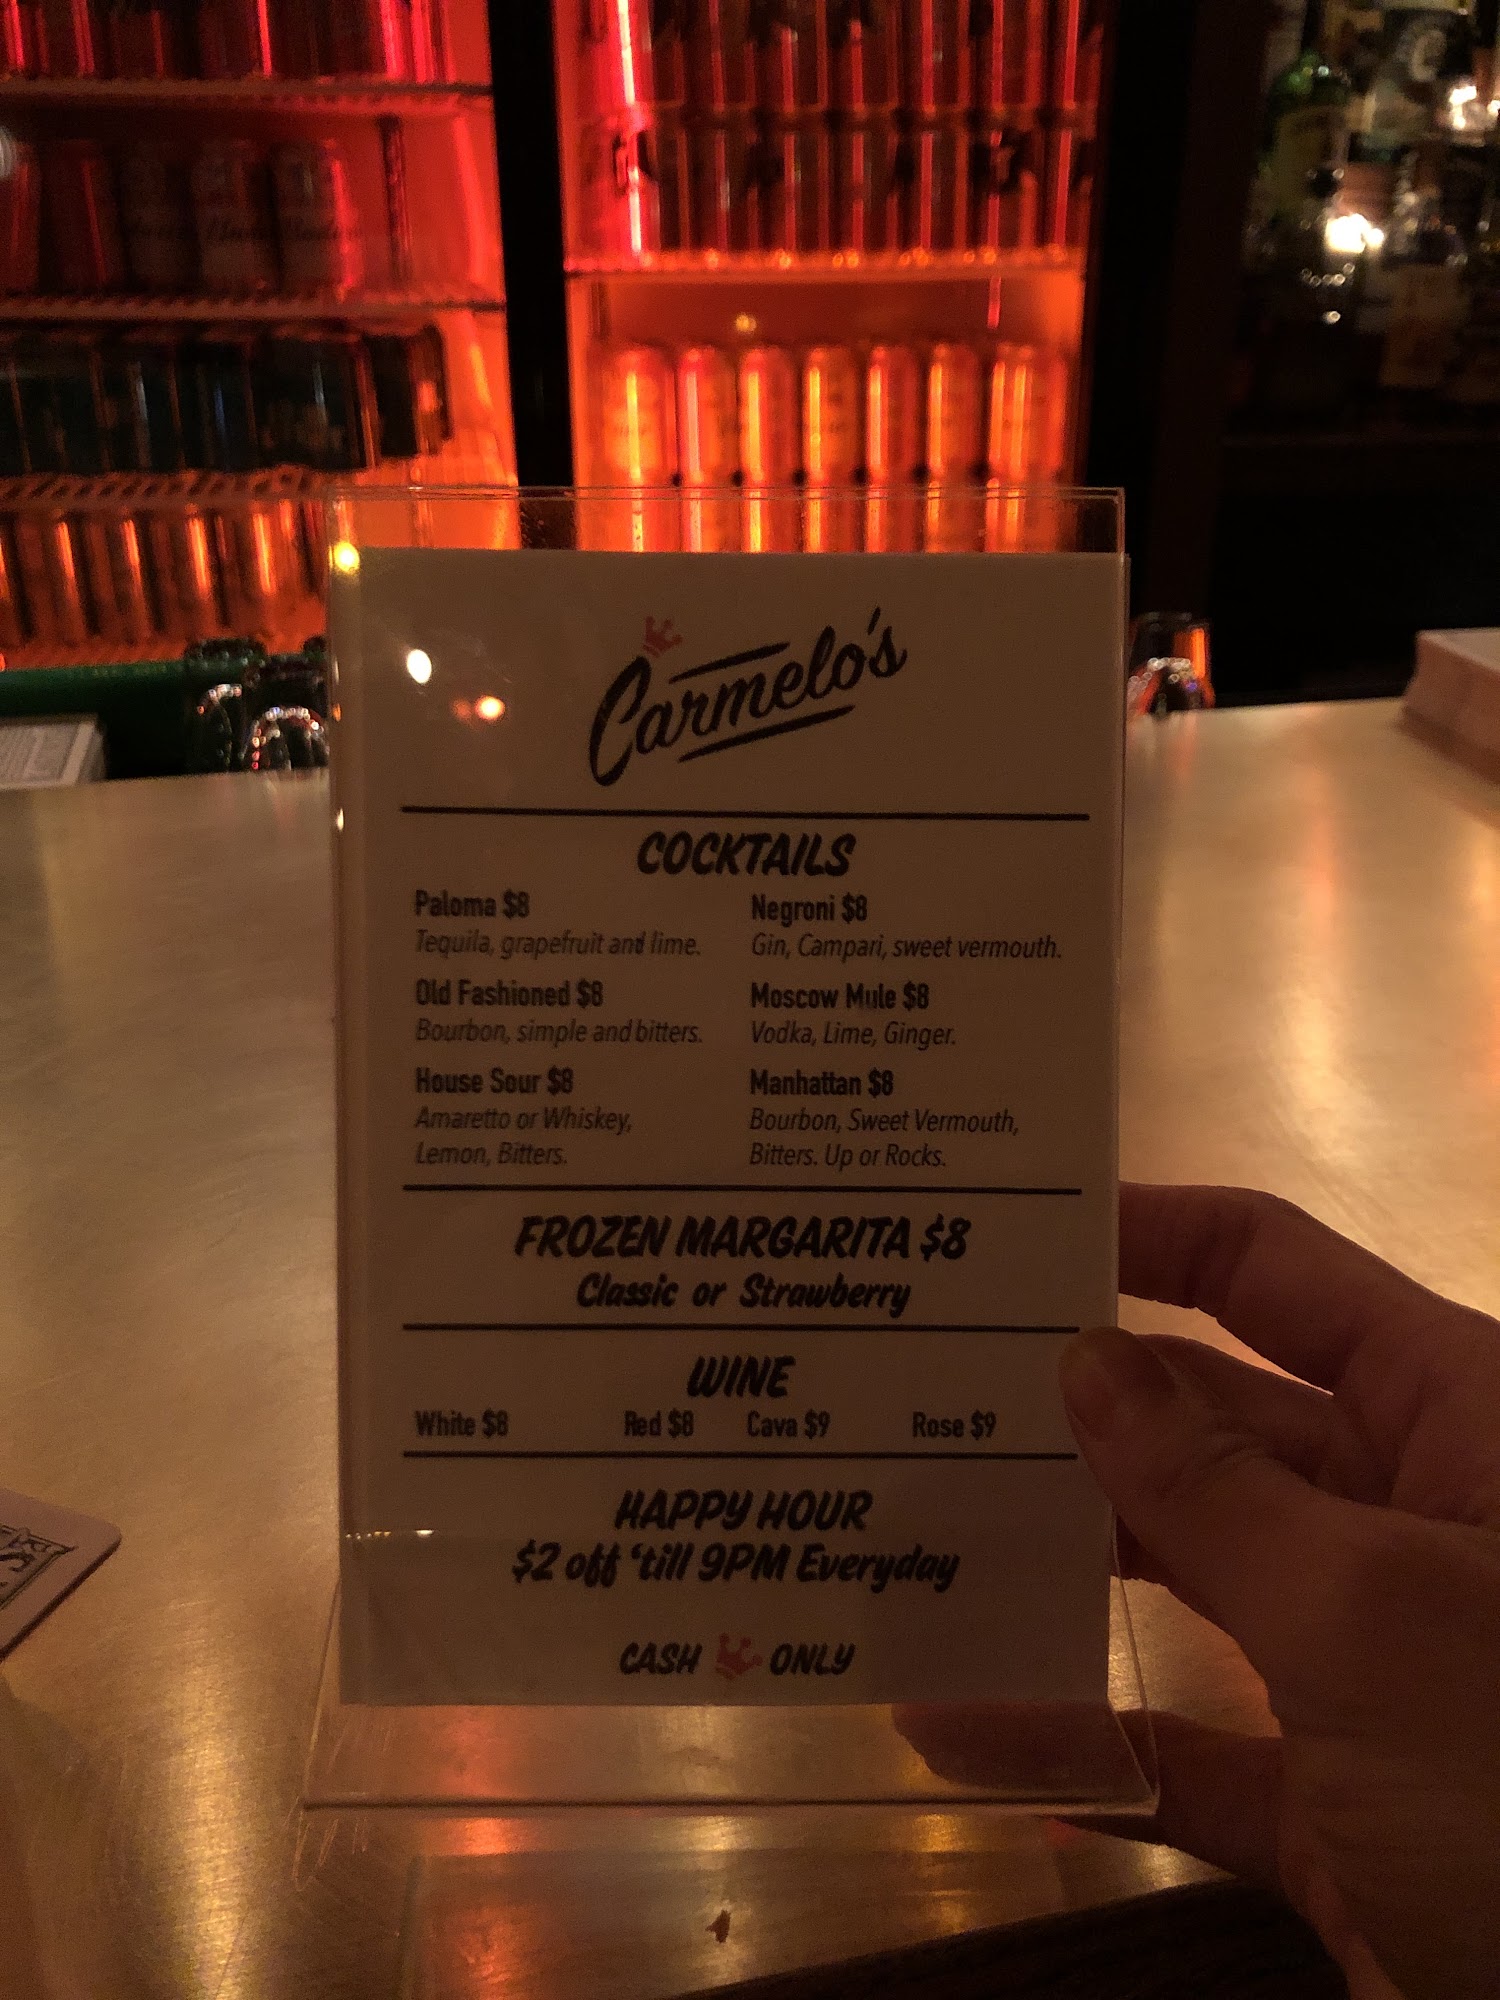 Carmelo's
COCKTAILS
Paloma $8
Tequila, grapefruit and lime.
Old Fashioned $8
Bourbon, simple and bitters.
House Sour $8
Amaretto or Whiskey,
Lemon, Bitters.
Negroni $8
Gin, Campari, sweet vermouth.
Moscow Mule $8
Vodka, Lime, Ginger.
Manhattan $8
Bourbon, Sweet Vermouth,
Bitters. Up or Rocks.
FROZEN MARGARITA $8
Classic or Strawberry
WINE
White $8 Red $8 Cava $9 Rose $9
HAPPY HOUR
$2 off 'till 9PM Everyday
CASH ONLY